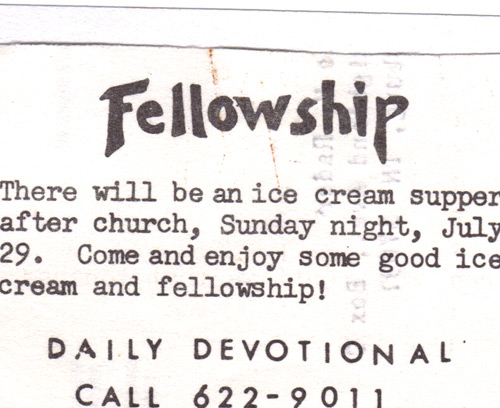 Fellowship
There will be an ice cream supper
after church, Sunday night, July
29. Come and enjoy some good ice
cream and fellowship!
DAILY DEVOTIONAL
CALL 622-9011